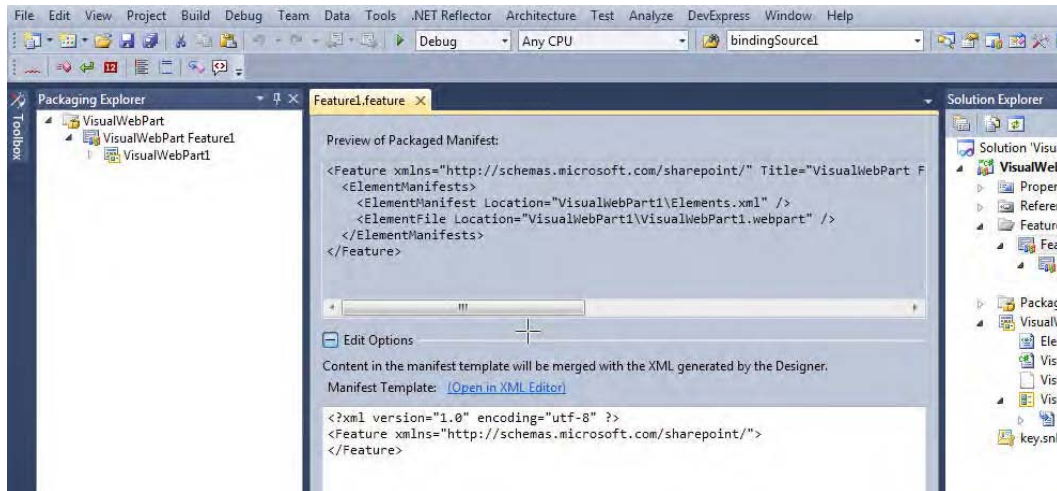 File Edit View Project Build Debug Team Data Tools .NET Reflector Architecture Test Analyze DevExpress Window Help
Debug Any CPU bindingSource1
12
Toolbox
Packaging Explorer
VisualWebPart
VisualWebPart Feature1
VisualWebPart1
Feature1.feature
Preview of Packaged Manifest:
<Feature xmlns="http://schemas.microsoft.com/sharepoint/" Title="VisualWebPart F
<ElementManifests>
<ElementManifest Location="VisualWebPart1\Elements.xml" />
<ElementFile Location="VisualWebPart1\VisualWebPart1.webpart" />
</ElementManifests>
</Feature>
Edit Options
Content in the manifest template will be merged with the XML generated by the Designer.
Manifest Template: (Open in XML Editor)
<?xml version="1.0" encoding="utf-8" ?>
<Feature xmlns="http://schemas.microsoft.com/sharepoint/">
</Feature>
Solution Explorer
Solution 'Visu
VisualWe
Proper
Refere
Feature
Fea
Packag
Visual
Ele
Vis
Vis
Vis
key.sn